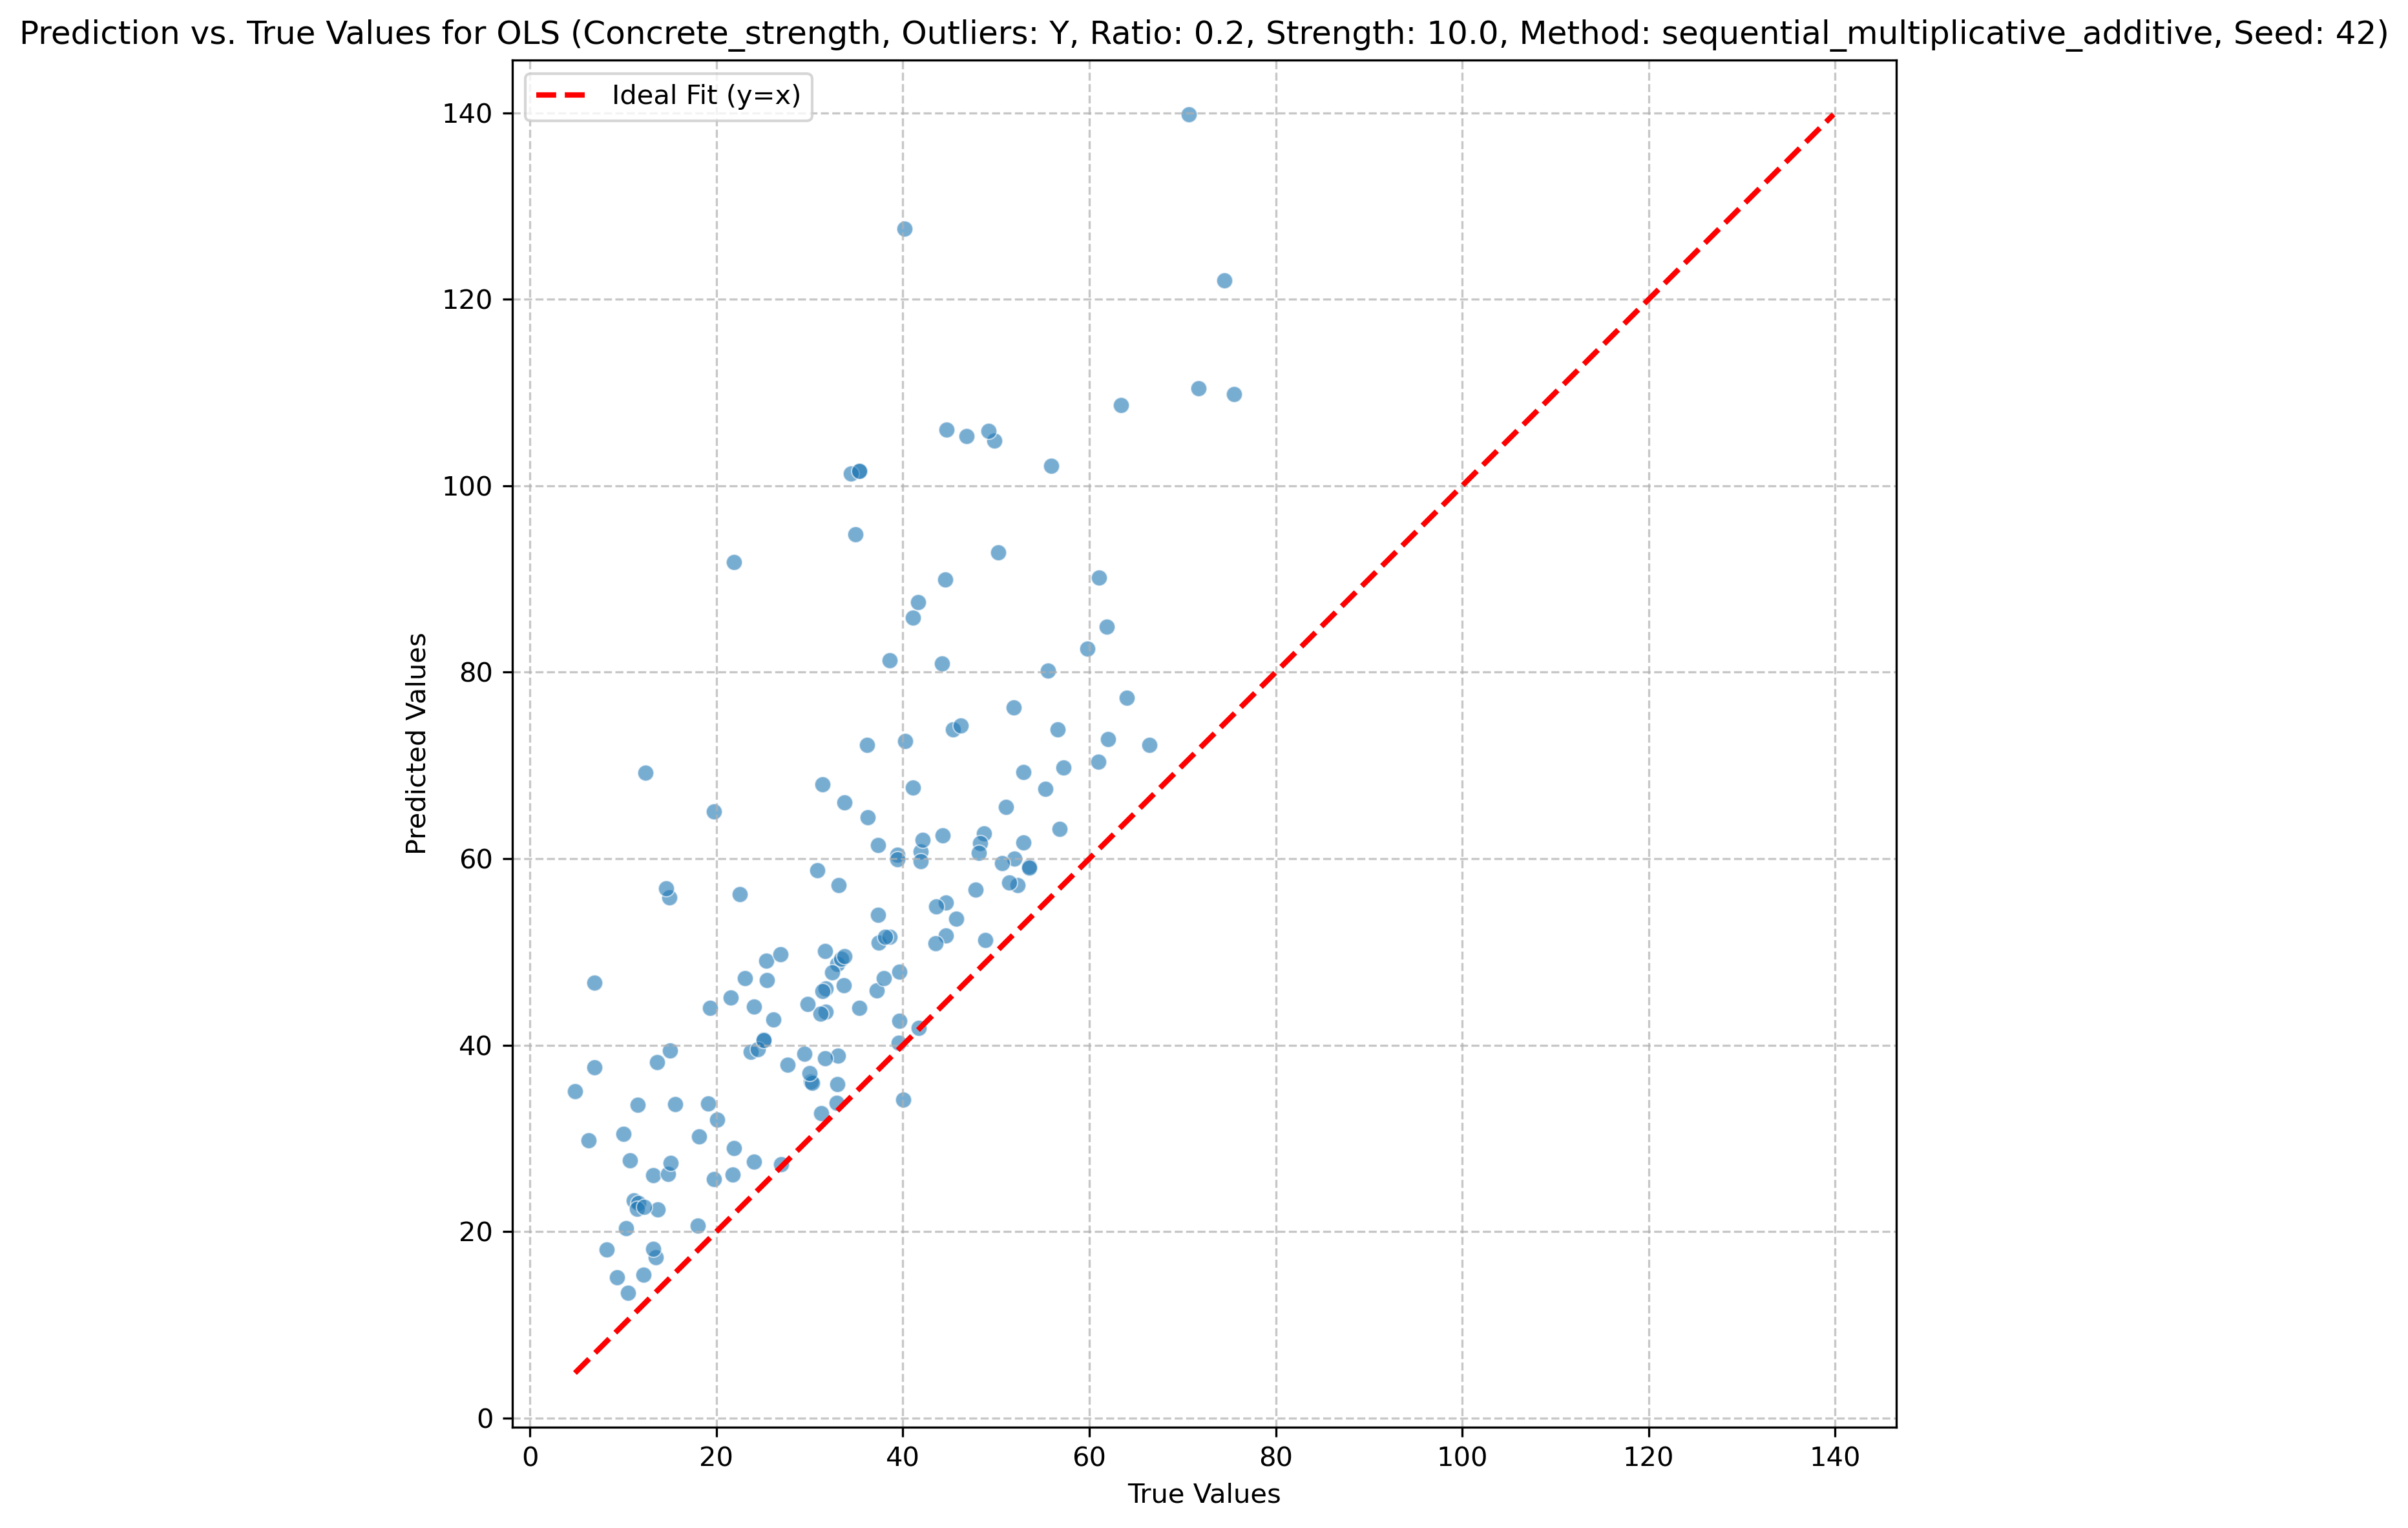 Prediction vs. True Values for OLS (Concrete_strength, Outliers: Y, Ratio: 0.2, Strength: 10.0, Method: sequential_multiplicative_additive, Seed: 42)
Ideal Fit (y=x)
140
120
100
80
60
40
20
0
Predicted Values
0 20 40 60 80 100 120 140
True Values